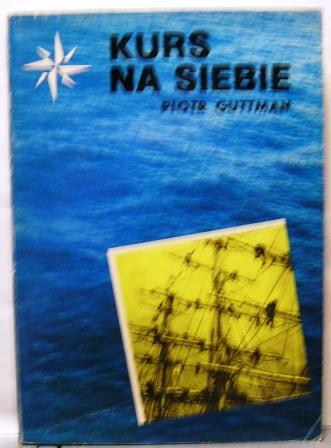 KURS
NA SIEBIE
PIOTR GUTTMAN